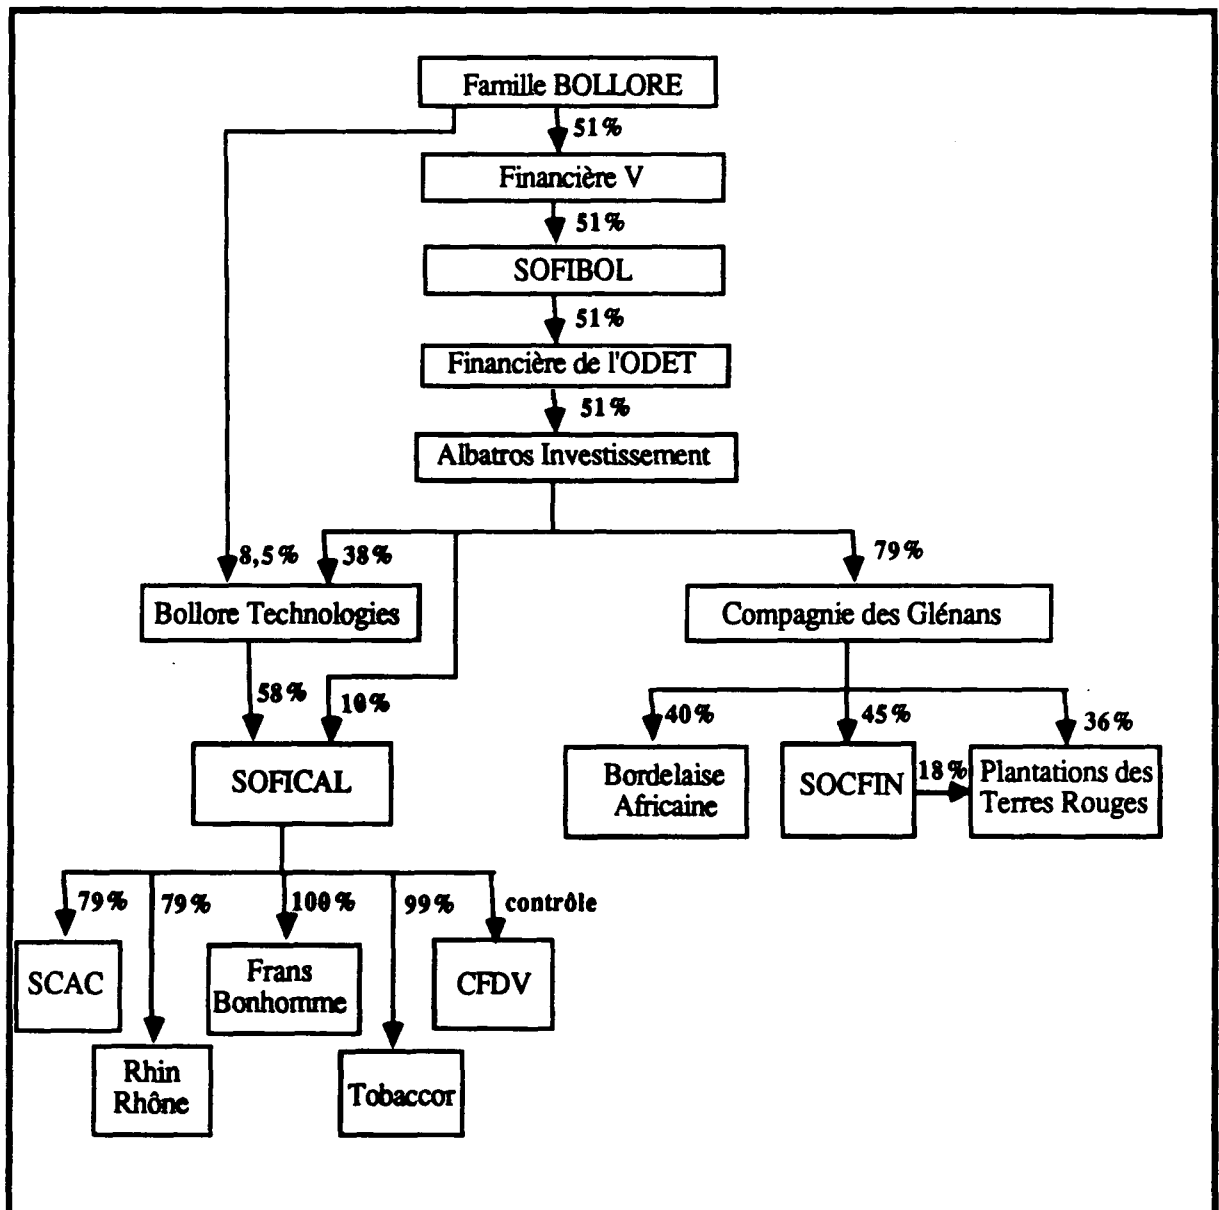 Famille BOLLORE
51%
Financière V
51%
SOFIBOL
51%
Financière de l'ODET
51%
Albatros Investissement
8,5%
38%
79%
Bollore Technologies
Compagnie des Glénans
58%
10%
40%
45%
36%
SOFICAL
Bordelaise
Africaine
SOCFIN
18%
Plantations des
Terres Rouges
79%
79%
100%
99%
contrôle
SCAC
Frans
Bonhomme
CFDV
Rhin
Rhône
Tobaccor